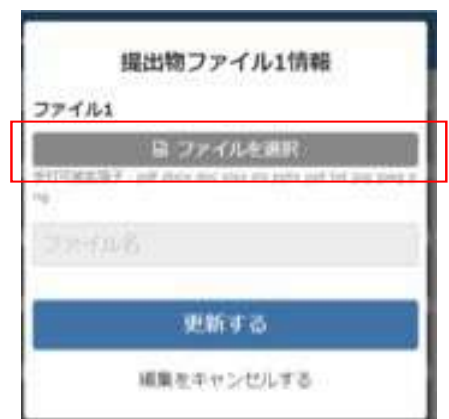 提出物ファイル1情報
ファイル1
ファイルを選択
ファイル名
更新する
編集をキャンセルする